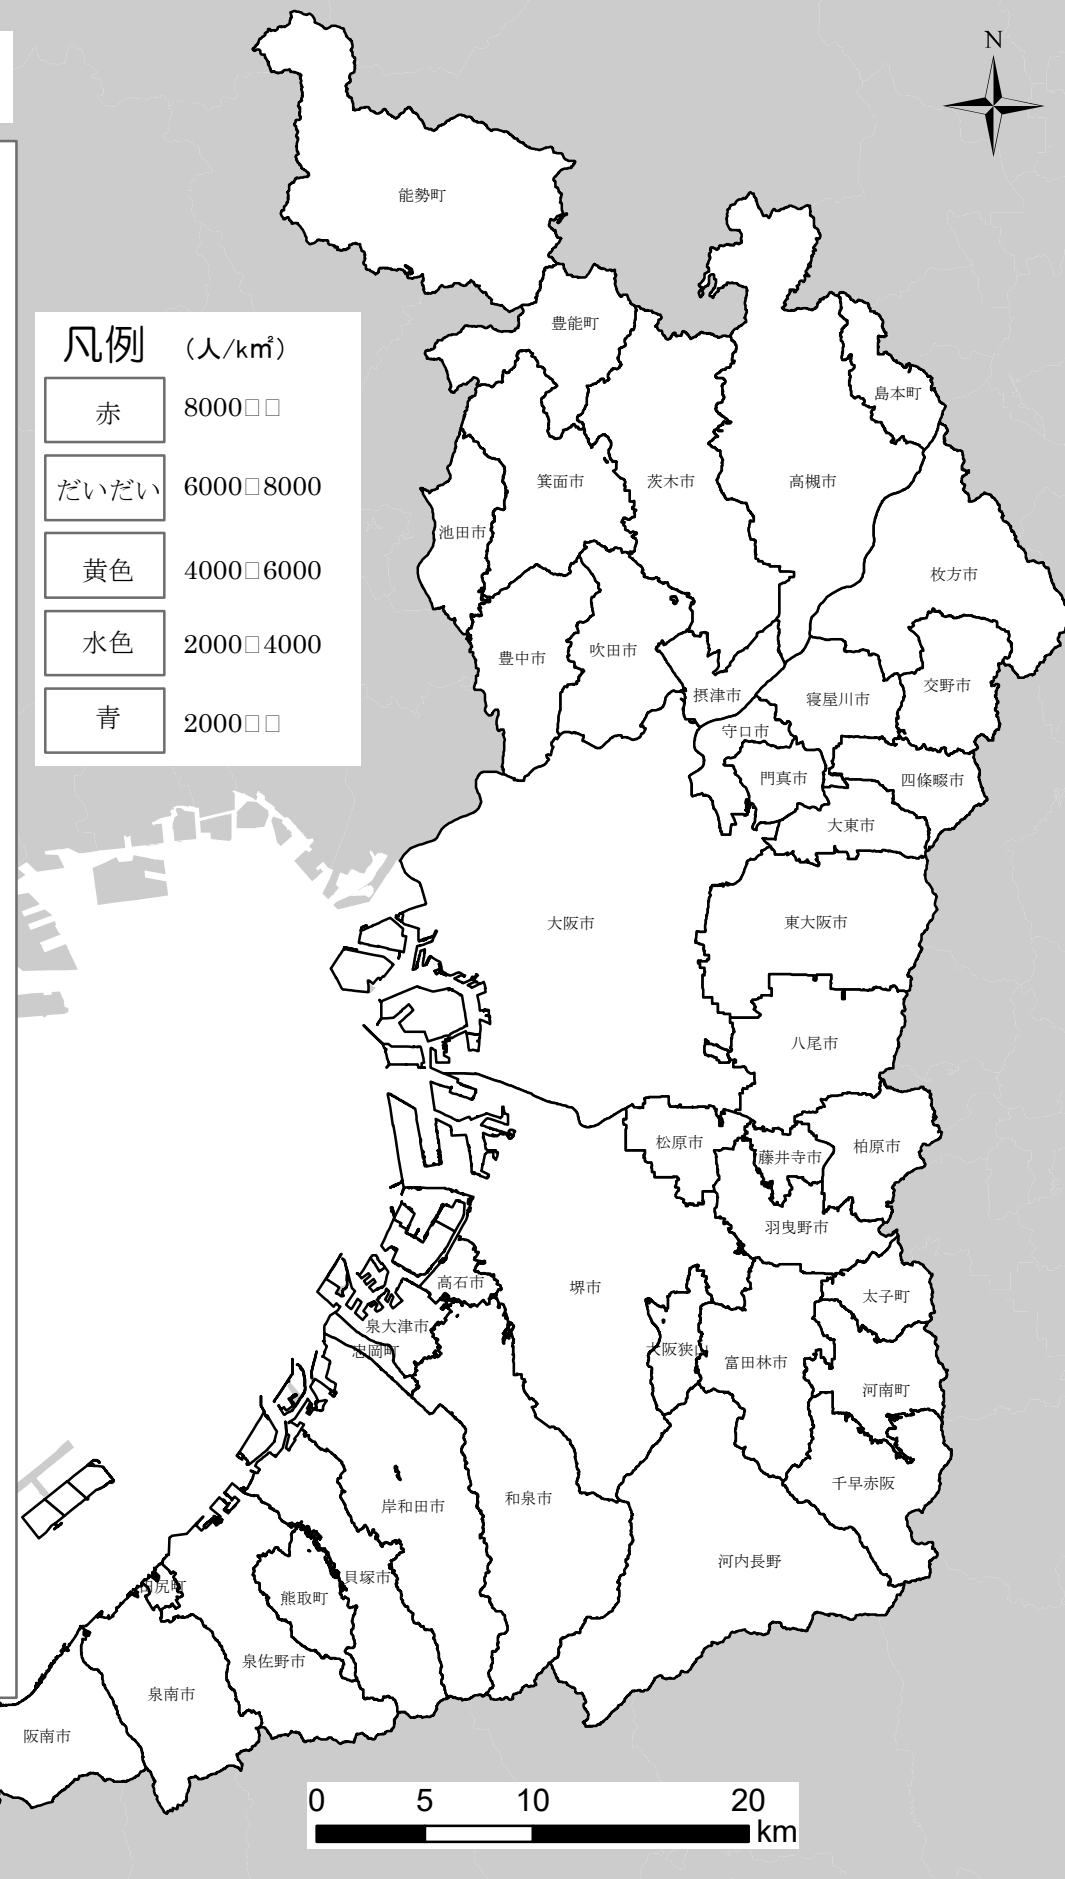 N
能勢町
豊能町
凡例 (人/k㎡)
赤 8000□□
だいだい 6000□8000
黄色 4000□6000
水色 2000□4000
青 2000□□
島本町
箕面市
茨木市
高槻市
池田市
枚方市
豊中市
吹田市
交野市
摂津市
寝屋川市
守口市
門真市
四條畷市
大東市
大阪市
東大阪市
八尾市
松原市
藤井寺市
柏原市
羽曳野市
高石市
堺市
太子町
泉大津市
忠岡町
大阪狭山
富田林市
河南町
千早赤阪
岸和田市
和泉市
河内長野
貝塚市
熊取町
田尻町
泉佐野市
泉南市
阪南市
0 5 10 20
km